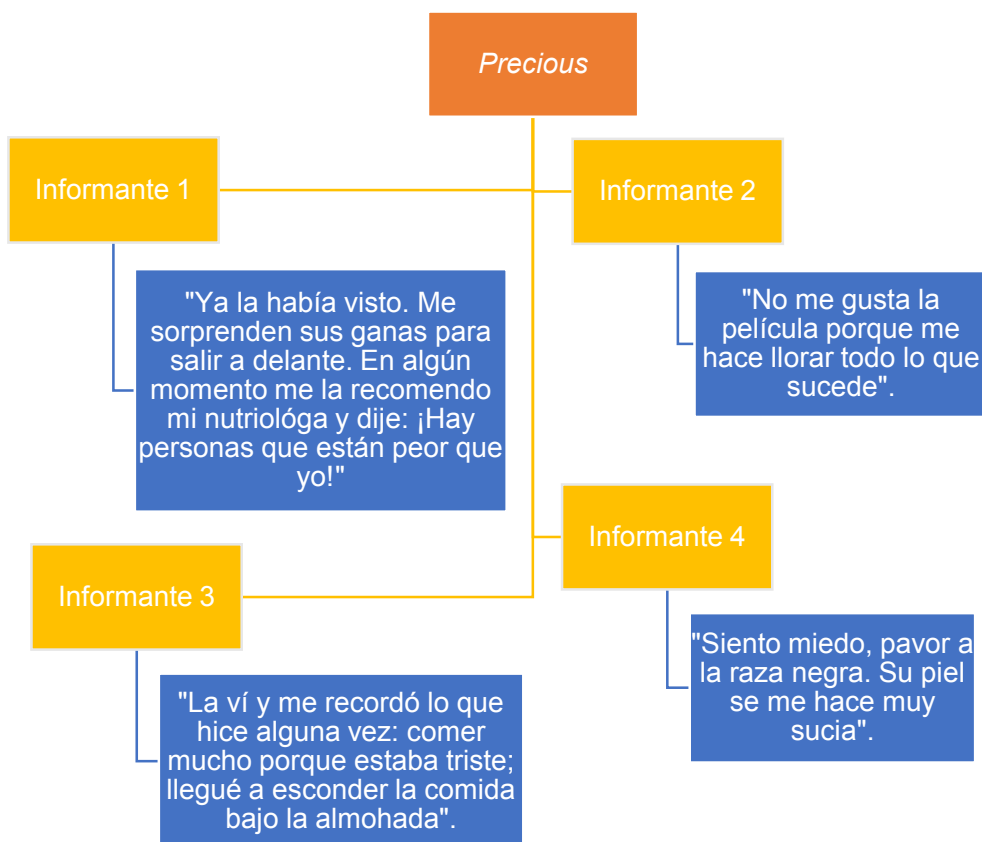 Precious
Informante 1
"Ya la había visto. Me
sorprenden sus ganas para
salir a delante. En algún
momento me la recomendo
mi nutriológa y dije: ¡Hay
personas que están peor que
yo!"
Informante 2
"No me gusta la
película porque me
hace llorar todo lo que
sucede".
Informante 3
"La ví y me recordó lo que
hice alguna vez: comer
mucho porque estaba triste;
llegué a esconder la comida
bajo la almohada".
Informante 4
"Siento miedo, pavor a
la raza negra. Su piel
se me hace muy
sucia".